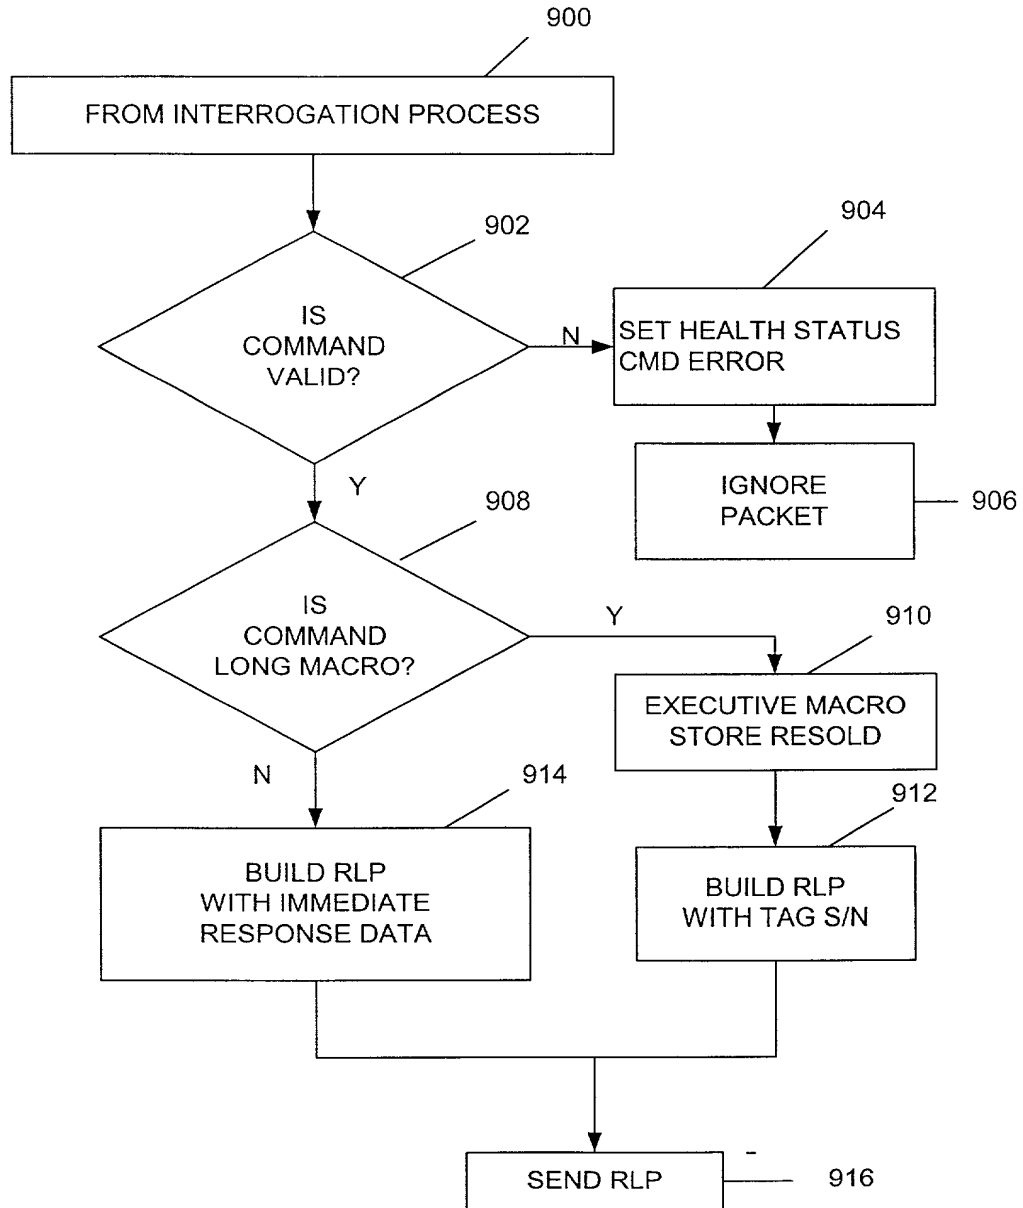 900
FROM INTERROGATION PROCESS
902
904
IS
COMMAND
VALID?
N
SET HEALTH STATUS
CMD ERROR
Y
IGNORE
PACKET
906
908
IS
COMMAND
LONG MACRO?
Y
910
EXECUTIVE MACRO
STORE RESOLD
N
914
912
BUILD RLP
WITH IMMEDIATE
RESPONSE DATA
BUILD RLP
WITH TAG S/N
SEND RLP
916